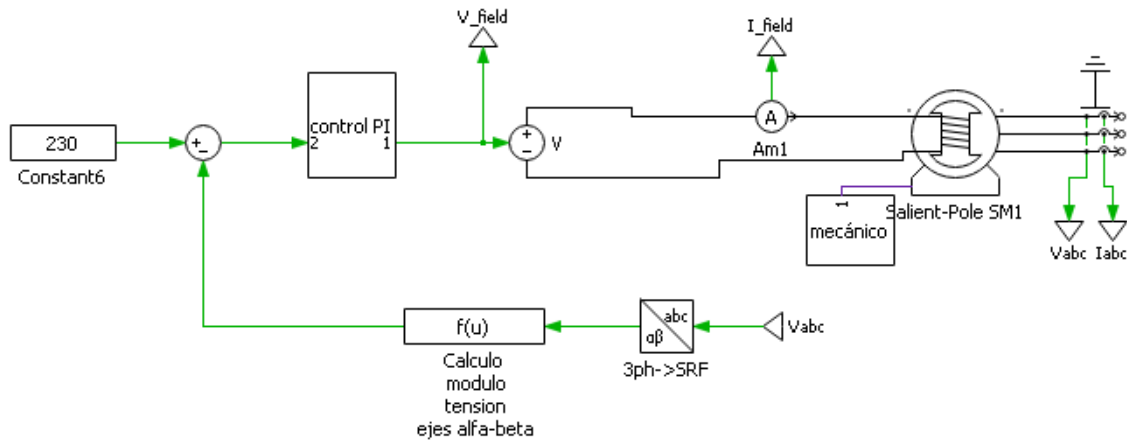 V_field
I_field
230
Constant6
+
-
control PI
2
1
+
-
V
A
Am1
Salient-Pole SM1
1
mecánico
Vabc
Iabc
f(u)
Calculo
modulo
tension
ejes alfa-beta
abc
αβ
3ph->SRF
Vabc